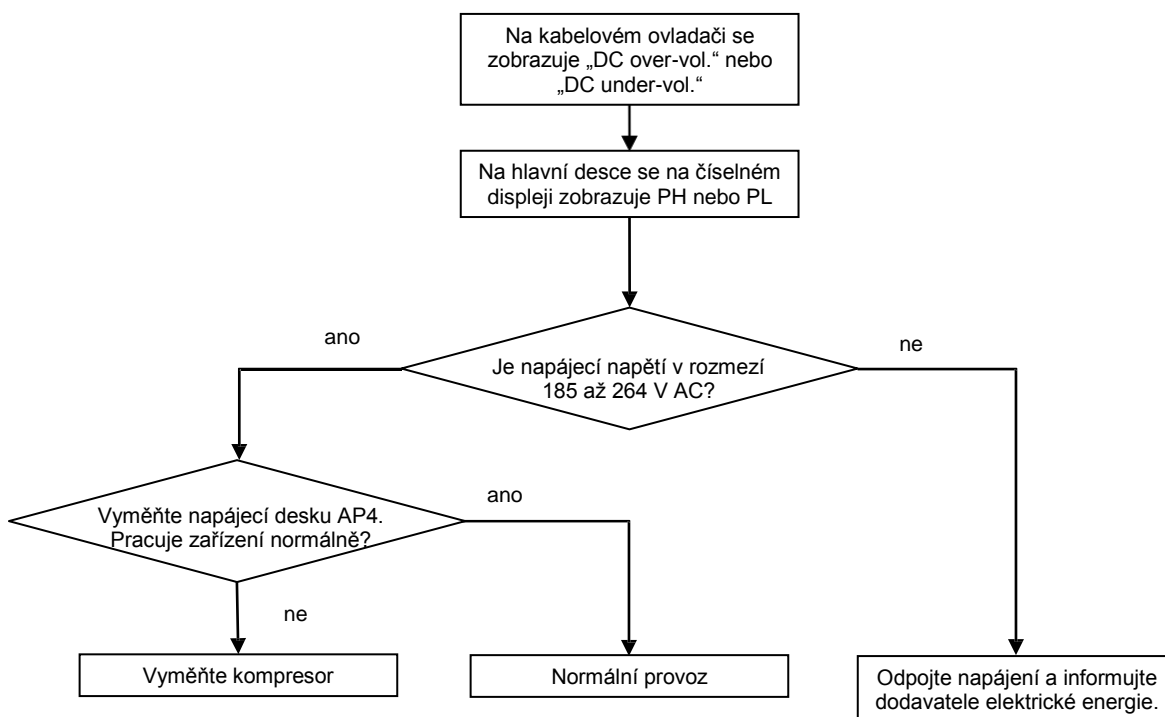 Na kabelovém ovladači se
zobrazuje „DC over-vol.“ nebo
„DC under-vol.“
Na hlavní desce se na číselném
displeji zobrazuje PH nebo PL
ano
ne
Je napájecí napětí v rozmezí
185 až 264 V AC?
ano
Vyměňte napájecí desku AP4.
Pracuje zařízení normálně?
ne
Vyměňte kompresor
Normální provoz
Odpojte napájení a informujte
dodavatele elektrické energie.